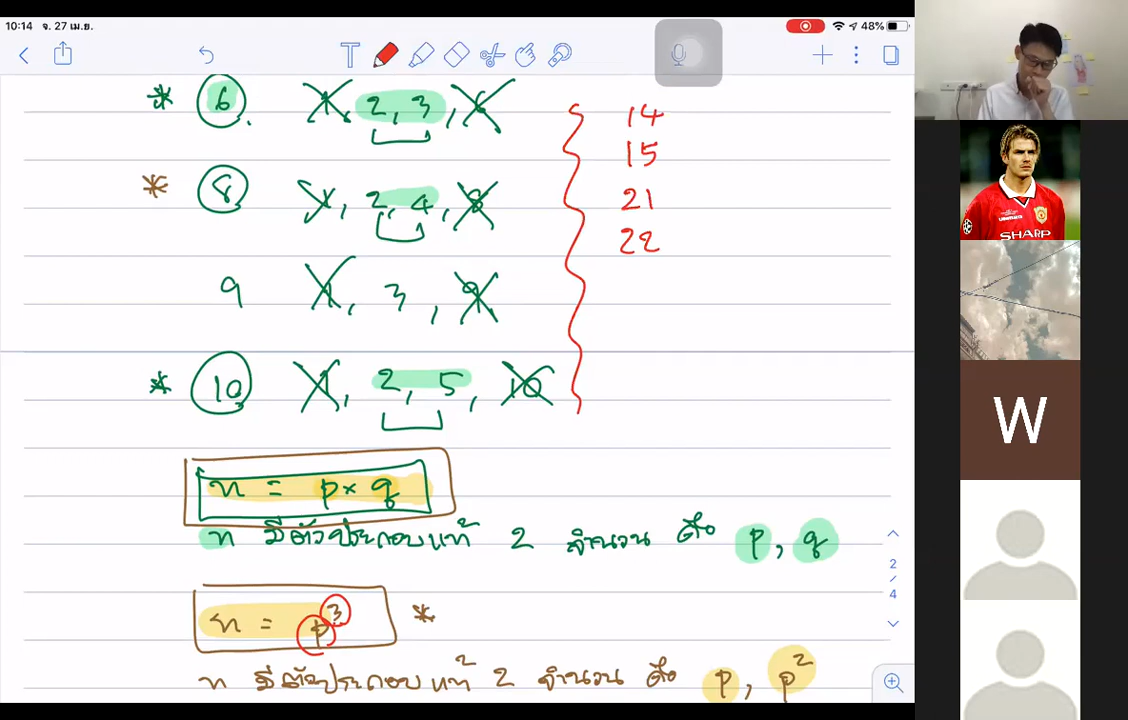 10:14 จ. 27 เม.ย. 48%
* 6 1, 2, 3, 6
* 8 1, 2, 4, 8
9 1, 3, 9
* 10 1, 2, 5, 10
14
15
21
22
n = p × q
n มีตัวประกอบแท้ 2 จำนวน คือ p, q
n = p³ *
n มีตัวประกอบแท้ 2 จำนวน คือ p, p²
2
/
4
SHARP
W